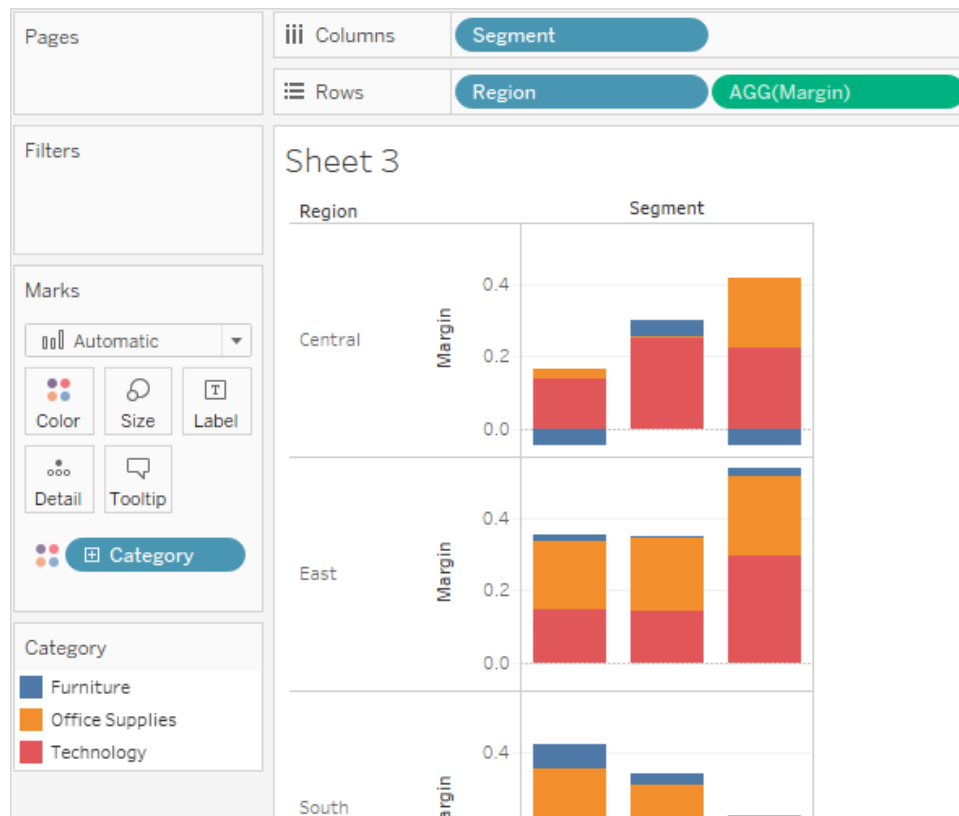 Pages
Columns
Segment
Rows
Region
AGG(Margin)
Filters
Marks
Automatic
Color
Size
T
Label
Detail
Tooltip
Category
Category
Furniture
Office Supplies
Technology
Sheet 3
Region
Segment
Central
Margin
0.4
0.2
0.0
East
Margin
0.4
0.2
0.0
South
0.4